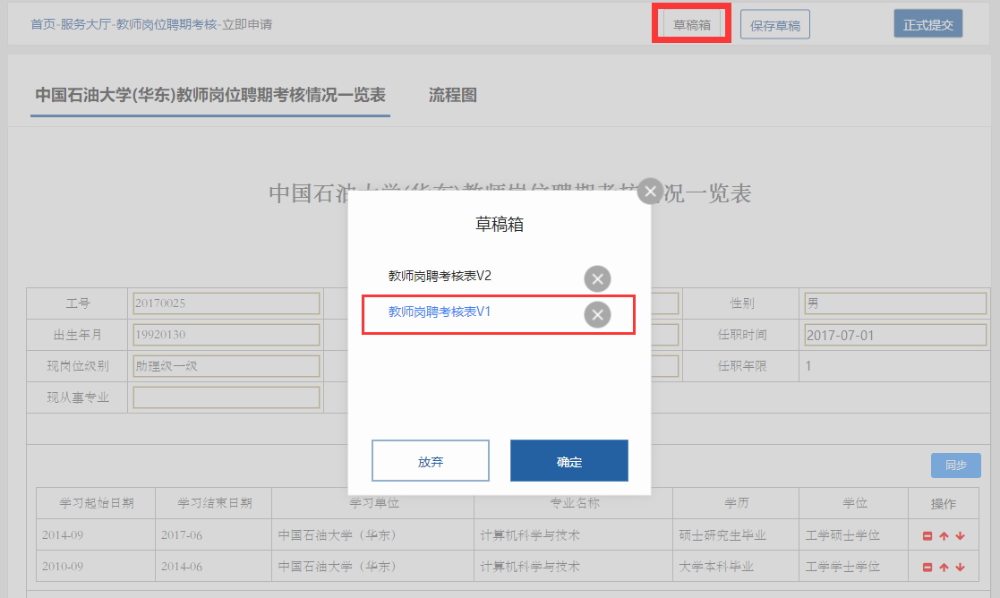 首页-服务大厅-教师岗位聘期考核-立即申请
草稿箱
保存草稿
正式提交
中国石油大学(华东)教师岗位聘期考核情况一览表
流程图
中国石油大学(华东)教师岗位聘期考核情况一览表
草稿箱
教师岗聘考核表V2
教师岗聘考核表V1
放弃
确定
工号 20170025 性别 男
出生年月 19920130 任职时间 2017-07-01
现岗位级别 助理级一级 任职年限 1
现从事专业
同步
学习起始日期 学习结束日期 学习单位 专业名称 学历 学位 操作
2014-09 2017-06 中国石油大学（华东） 计算机科学与技术 硕士研究生毕业 工学硕士学位
2010-09 2014-06 中国石油大学（华东） 计算机科学与技术 大学本科毕业 工学学士学位